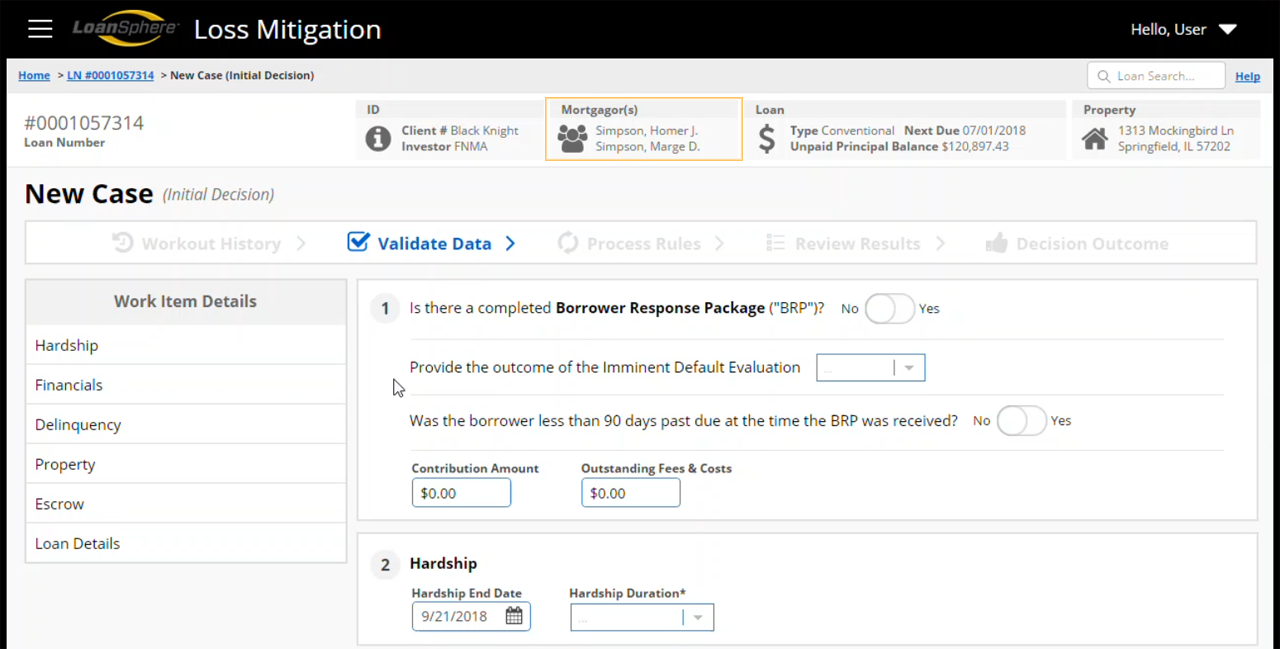 LoanSphere Loss Mitigation Hello, User
Home > LN #0001057314 > New Case (Initial Decision) Loan Search... Help
#0001057314
Loan Number
ID
Client # Black Knight
Investor FNMA
Mortgagor(s)
Simpson, Homer J.
Simpson, Marge D.
Loan
Type Conventional Next Due 07/01/2018
Unpaid Principal Balance $120,897.43
Property
1313 Mockingbird Ln
Springfield, IL 57202
New Case (Initial Decision)
Workout History > Validate Data > Process Rules > Review Results > Decision Outcome
Work Item Details
Hardship
Financials
Delinquency
Property
Escrow
Loan Details
1 Is there a completed Borrower Response Package ("BRP")? No Yes
Provide the outcome of the Imminent Default Evaluation ...
Was the borrower less than 90 days past due at the time the BRP was received? No Yes
Contribution Amount Outstanding Fees & Costs
$0.00 $0.00
2 Hardship
Hardship End Date Hardship Duration*
9/21/2018 ...